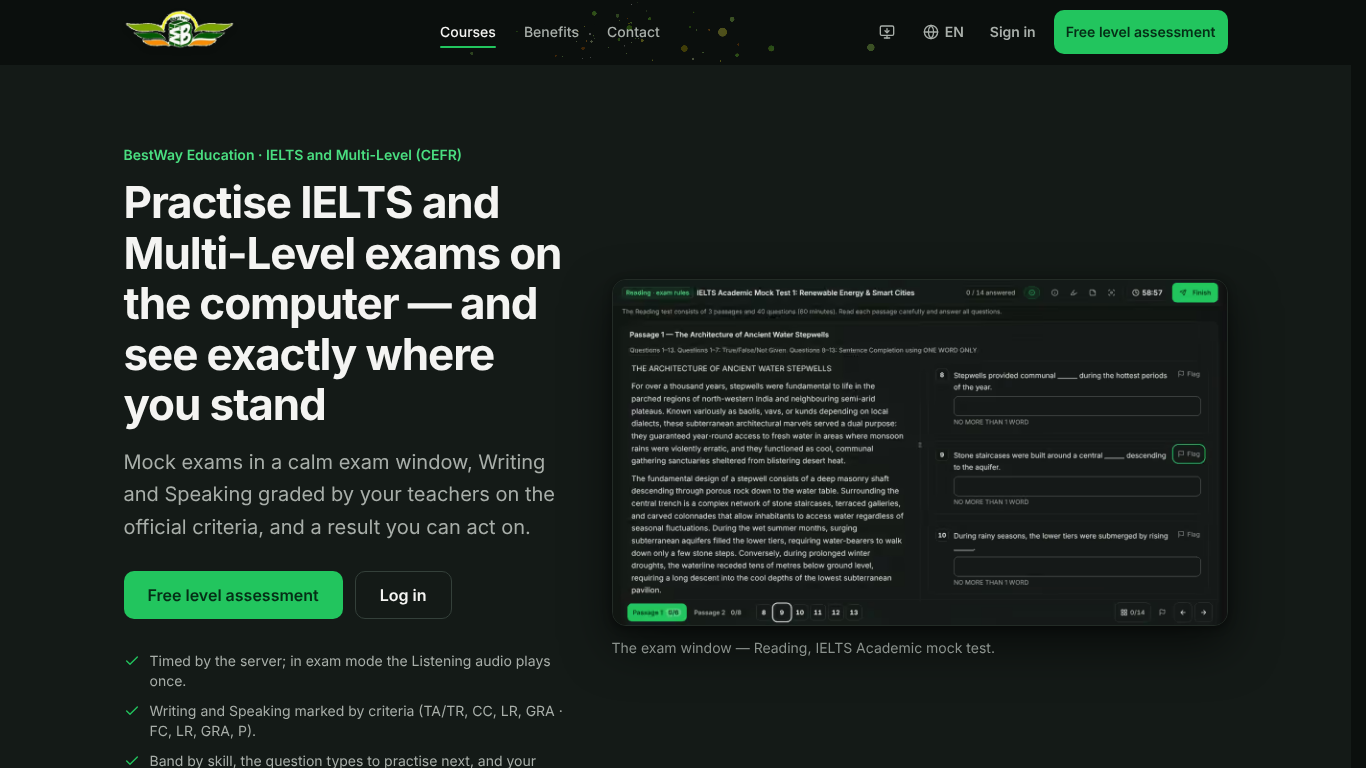 Courses
Benefits
Contact
EN
Sign in
Free level assessment
BestWay Education · IELTS and Multi-Level (CEFR)
Practise IELTS and
Multi-Level exams on
the computer — and
see exactly where
you stand
Mock exams in a calm exam window, Writing
and Speaking graded by your teachers on the
official criteria, and a result you can act on.
Free level assessment
Log in
Timed by the server; in exam mode the Listening audio plays
once.
Writing and Speaking marked by criteria (TA/TR, CC, LR, GRA ·
FC, LR, GRA, P).
Band by skill, the question types to practise next, and your
Reading · exam rules
IELTS Academic Mock Test 1: Renewable Energy & Smart Cities
0 / 14 answered
58:57
Finish
The Reading test consists of 3 passages and 40 questions (60 minutes). Read each passage carefully and answer all questions.
Passage 1 — The Architecture of Ancient Water Stepwells
Questions 1–13. Questions 1–7: True/False/Not Given. Questions 8–13: Sentence Completion using ONE WORD ONLY
THE ARCHITECTURE OF ANCIENT WATER STEPWELLS
For over a thousand years, stepwells were fundamental to life in the
parched regions of north-western India and neighbouring semi-arid
plateaus. Known variously as baolis, vavs, or kunds depending on local
dialects, these subterranean architectural marvels served a dual purpose:
they guaranteed year-round access to fresh water in areas where monsoon
rains were violently erratic, and they functioned as cool, communal
gathering sanctuaries sheltered from blistering desert heat.
The fundamental design of a stepwell consists of a deep masonry shaft
descending through porous rock down to the water table. Surrounding the
central trench is a complex network of stone staircases, terraced galleries,
and carved colonnades that allow inhabitants to access water regardless of
seasonal fluctuations. During the wet summer months, surging
subterranean aquifers filled the lower tiers, requiring water-bearers to walk
down only a few stone steps. Conversely, during prolonged winter
droughts, the waterline receded tens of metres below ground level,
requiring a long descent into the cool depths of the lowest subterranean
pavilion.
8 Stepwells provided communal _____ during the hottest periods
of the year.
Flag
NO MORE THAN 1 WORD
9 Stone staircases were built around a central _____ descending
to the aquifer.
Flag
NO MORE THAN 1 WORD
10 During rainy seasons, the lower tiers were submerged by rising
_____.
Flag
NO MORE THAN 1 WORD
Passage 1
Passage 2
8 9 10 11 12 13
0/14
The exam window — Reading, IELTS Academic mock test.